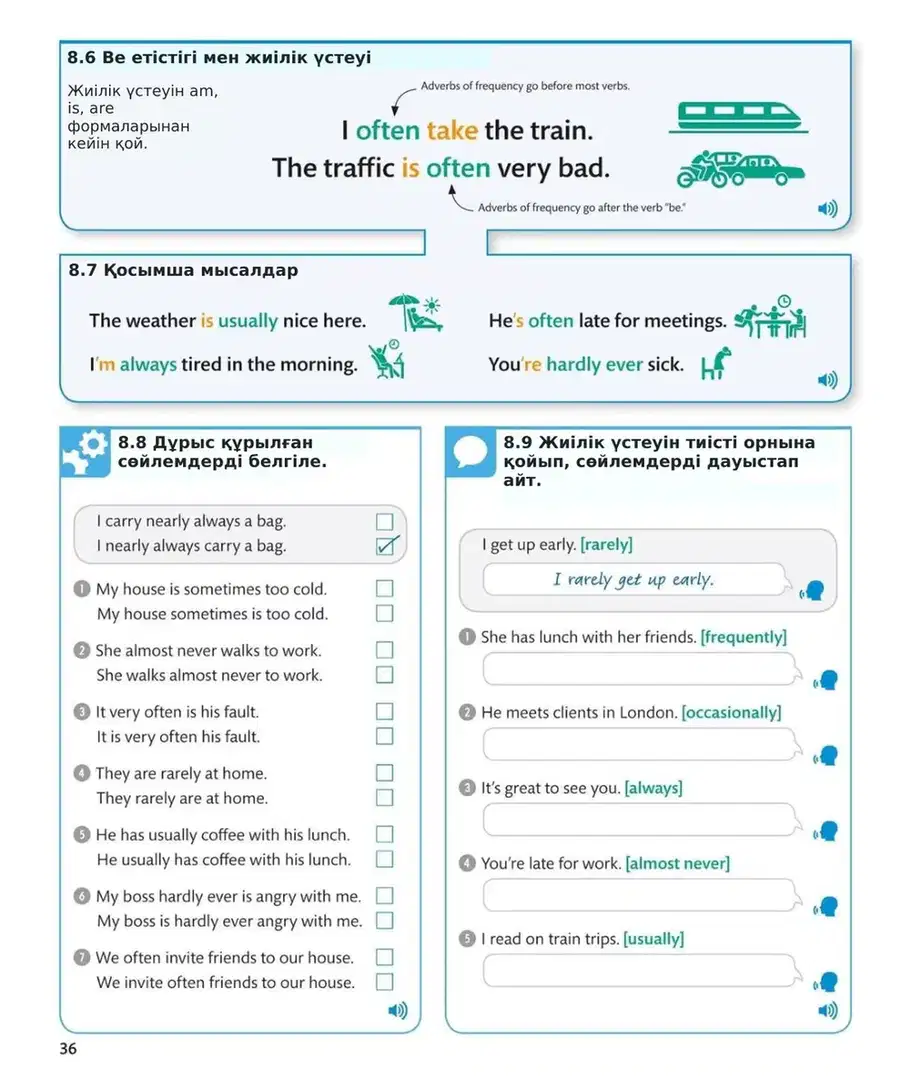 8.6 Be етістігі мен жиілік үстеуі
Жиілік үстеуін am,
is, are
формаларынан
кейін қой.
Adverbs of frequency go before most verbs.
I often take the train.
The traffic is often very bad.
Adverbs of frequency go after the verb "be."
8.7 Қосымша мысалдар
The weather is usually nice here.
He's often late for meetings.
I'm always tired in the morning.
You're hardly ever sick.
8.8 Дұрыс құрылған
сөйлемдерді белгіле.
I carry nearly always a bag.
I nearly always carry a bag.
1 My house is sometimes too cold.
My house sometimes is too cold.
2 She almost never walks to work.
She walks almost never to work.
3 It very often is his fault.
It is very often his fault.
4 They are rarely at home.
They rarely are at home.
5 He has usually coffee with his lunch.
He usually has coffee with his lunch.
6 My boss hardly ever is angry with me.
My boss is hardly ever angry with me.
7 We often invite friends to our house.
We invite often friends to our house.
8.9 Жиілік үстеуін тиісті орнына
қойып, сөйлемдерді дауыстап
айт.
I get up early. [rarely]
I rarely get up early.
1 She has lunch with her friends. [frequently]
2 He meets clients in London. [occasionally]
3 It's great to see you. [always]
4 You're late for work. [almost never]
5 I read on train trips. [usually]
36